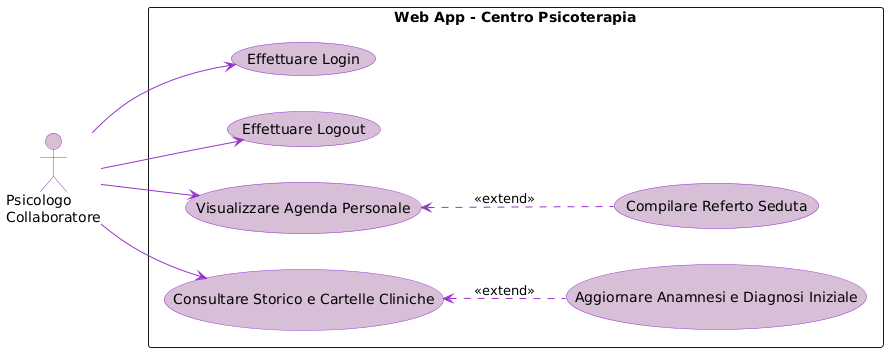 Web App - Centro Psicoterapia
Effettuare Login
Effettuare Logout
Psicologo
Collaboratore
Visualizzare Agenda Personale
«extend»
Compilare Referto Seduta
Consultare Storico e Cartelle Cliniche
«extend»
Aggiornare Anamnesi e Diagnosi Iniziale